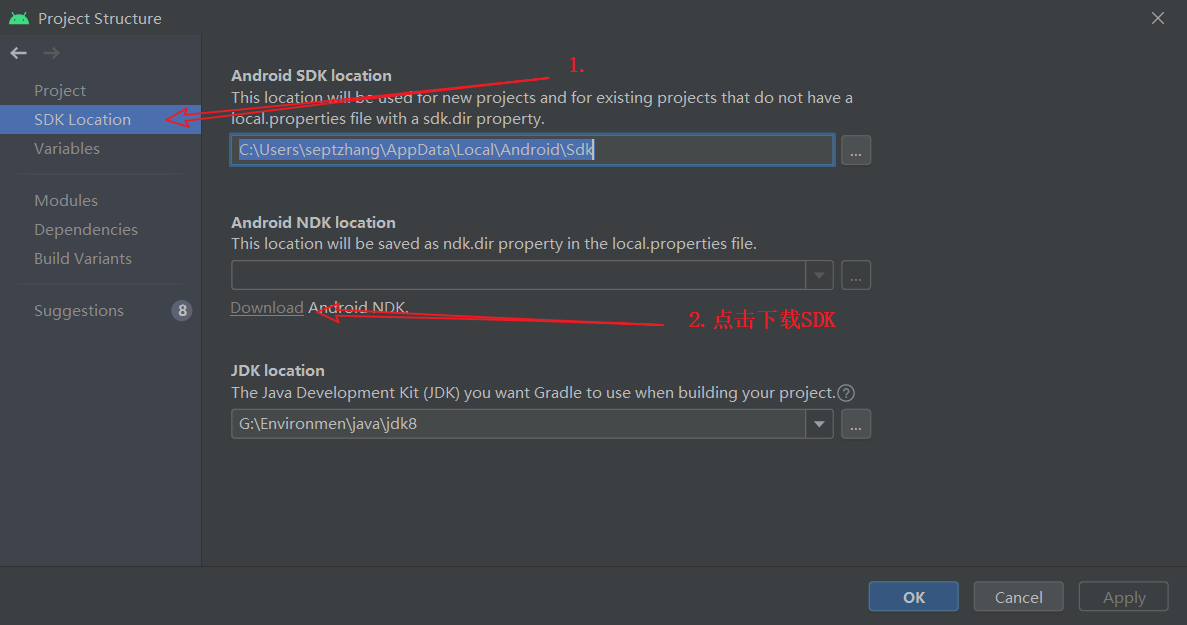 Project Structure
Project
SDK Location
Variables
Modules
Dependencies
Build Variants
Suggestions 8
1.
Android SDK location
This location will be used for new projects and for existing projects that do not have a
local.properties file with a sdk.dir property.
C:\Users\septzhang\AppData\Local\Android\Sdk
...
Android NDK location
This location will be saved as ndk.dir property in the local.properties file.
...
Download Android NDK.
2.点击下载SDK
JDK location
The Java Development Kit (JDK) you want Gradle to use when building your project.?
G:\Environmen\java\jdk8
...
OK Cancel Apply